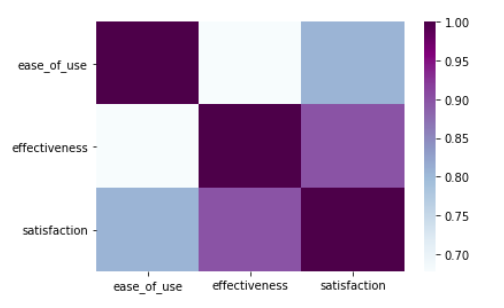 1.00
ease_of_use
0.95
0.90
effectiveness
0.85
0.80
satisfaction
0.75
0.70
ease_of_use effectiveness satisfaction